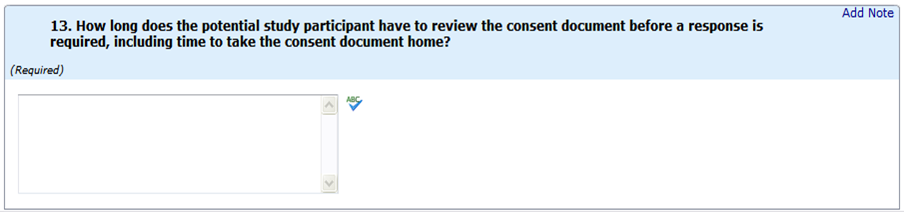 Add Note
13. How long does the potential study participant have to review the consent document before a response is
required, including time to take the consent document home?
(Required)
ABC